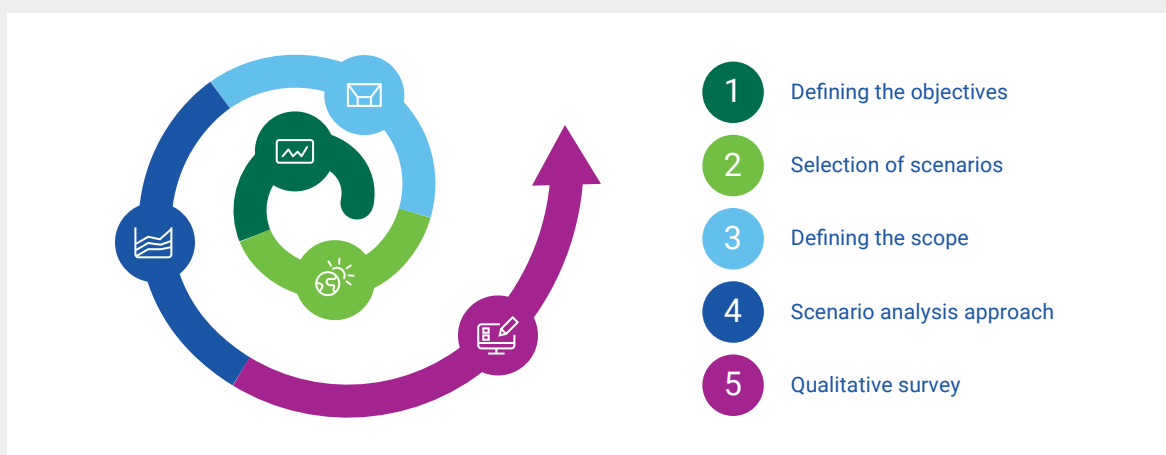 1 Defining the objectives
2 Selection of scenarios
3 Defining the scope
4 Scenario analysis approach
5 Qualitative survey